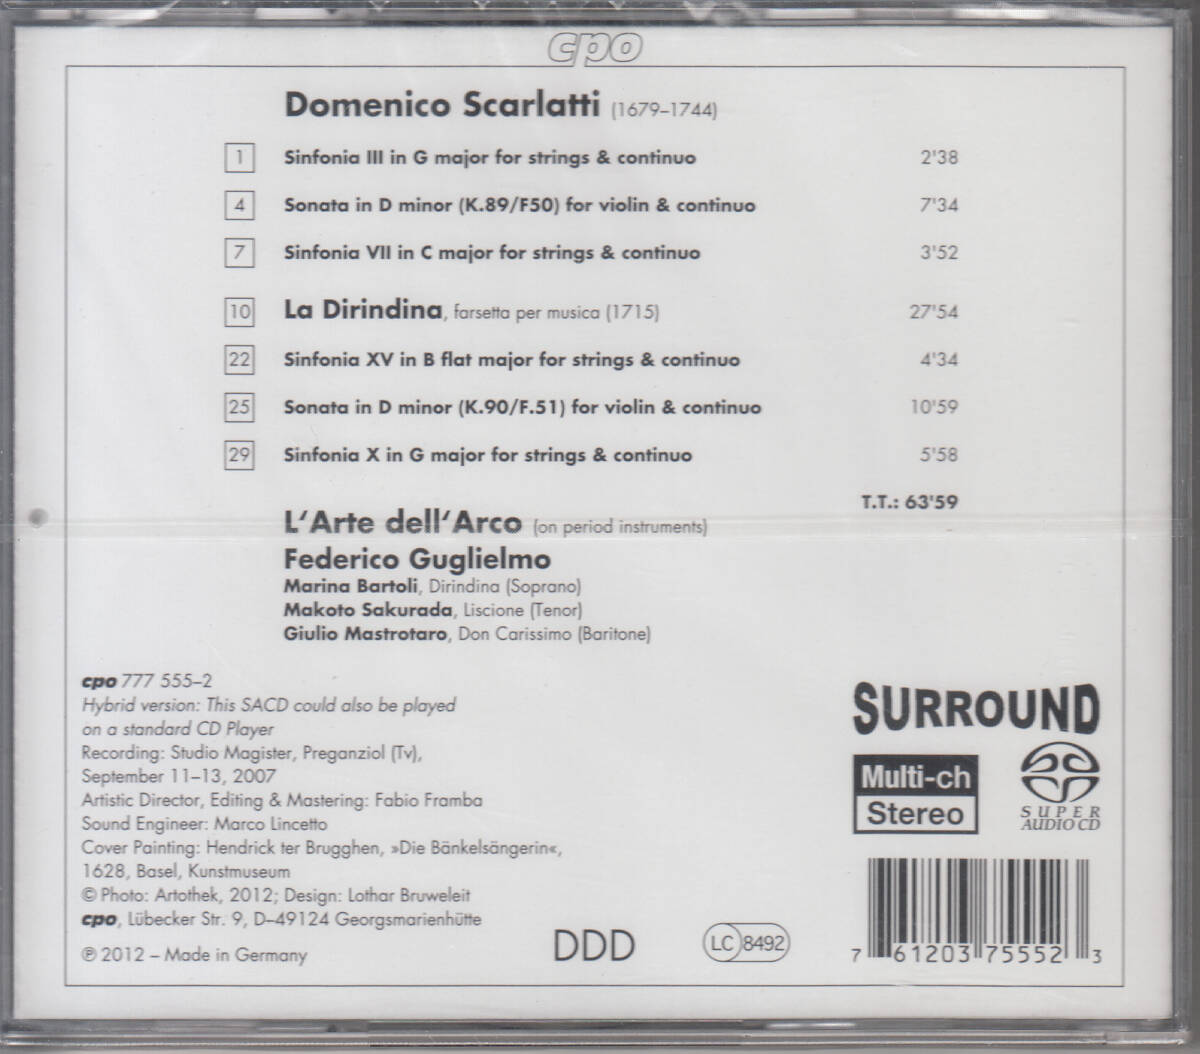 cpo
Domenico Scarlatti (1679–1744)
1 Sinfonia III in G major for strings & continuo 2'38
4 Sonata in D minor (K.89/F50) for violin & continuo 7'34
7 Sinfonia VII in C major for strings & continuo 3'52
10 La Dirindina, farsetta per musica (1715) 27'54
22 Sinfonia XV in B flat major for strings & continuo 4'34
25 Sonata in D minor (K.90/F.51) for violin & continuo 10'59
29 Sinfonia X in G major for strings & continuo 5'58
T.T.: 63'59
L‘Arte dell‘Arco (on period instruments)
Federico Guglielmo
Marina Bartoli, Dirindina (Soprano)
Makoto Sakurada, Liscione (Tenor)
Giulio Mastrotaro, Don Carissimo (Baritone)
cpo 777 555–2
Hybrid version: This SACD could also be played
on a standard CD Player
Recording: Studio Magister, Preganziol (Tv),
September 11–13, 2007
Artistic Director, Editing & Mastering: Fabio Framba
Sound Engineer: Marco Lincetto
Cover Painting: Hendrick ter Brugghen, »Die Bänkelsängerin«,
1628, Basel, Kunstmuseum
© Photo: Artothek, 2012; Design: Lothar Bruweleit
cpo, Lübecker Str. 9, D–49124 Georgsmarienhütte
℗ 2012 – Made in Germany
DDD
LC 8492
SURROUND
Multi-ch
Stereo
SUPER
AUDIO CD
7 61203 75552 3